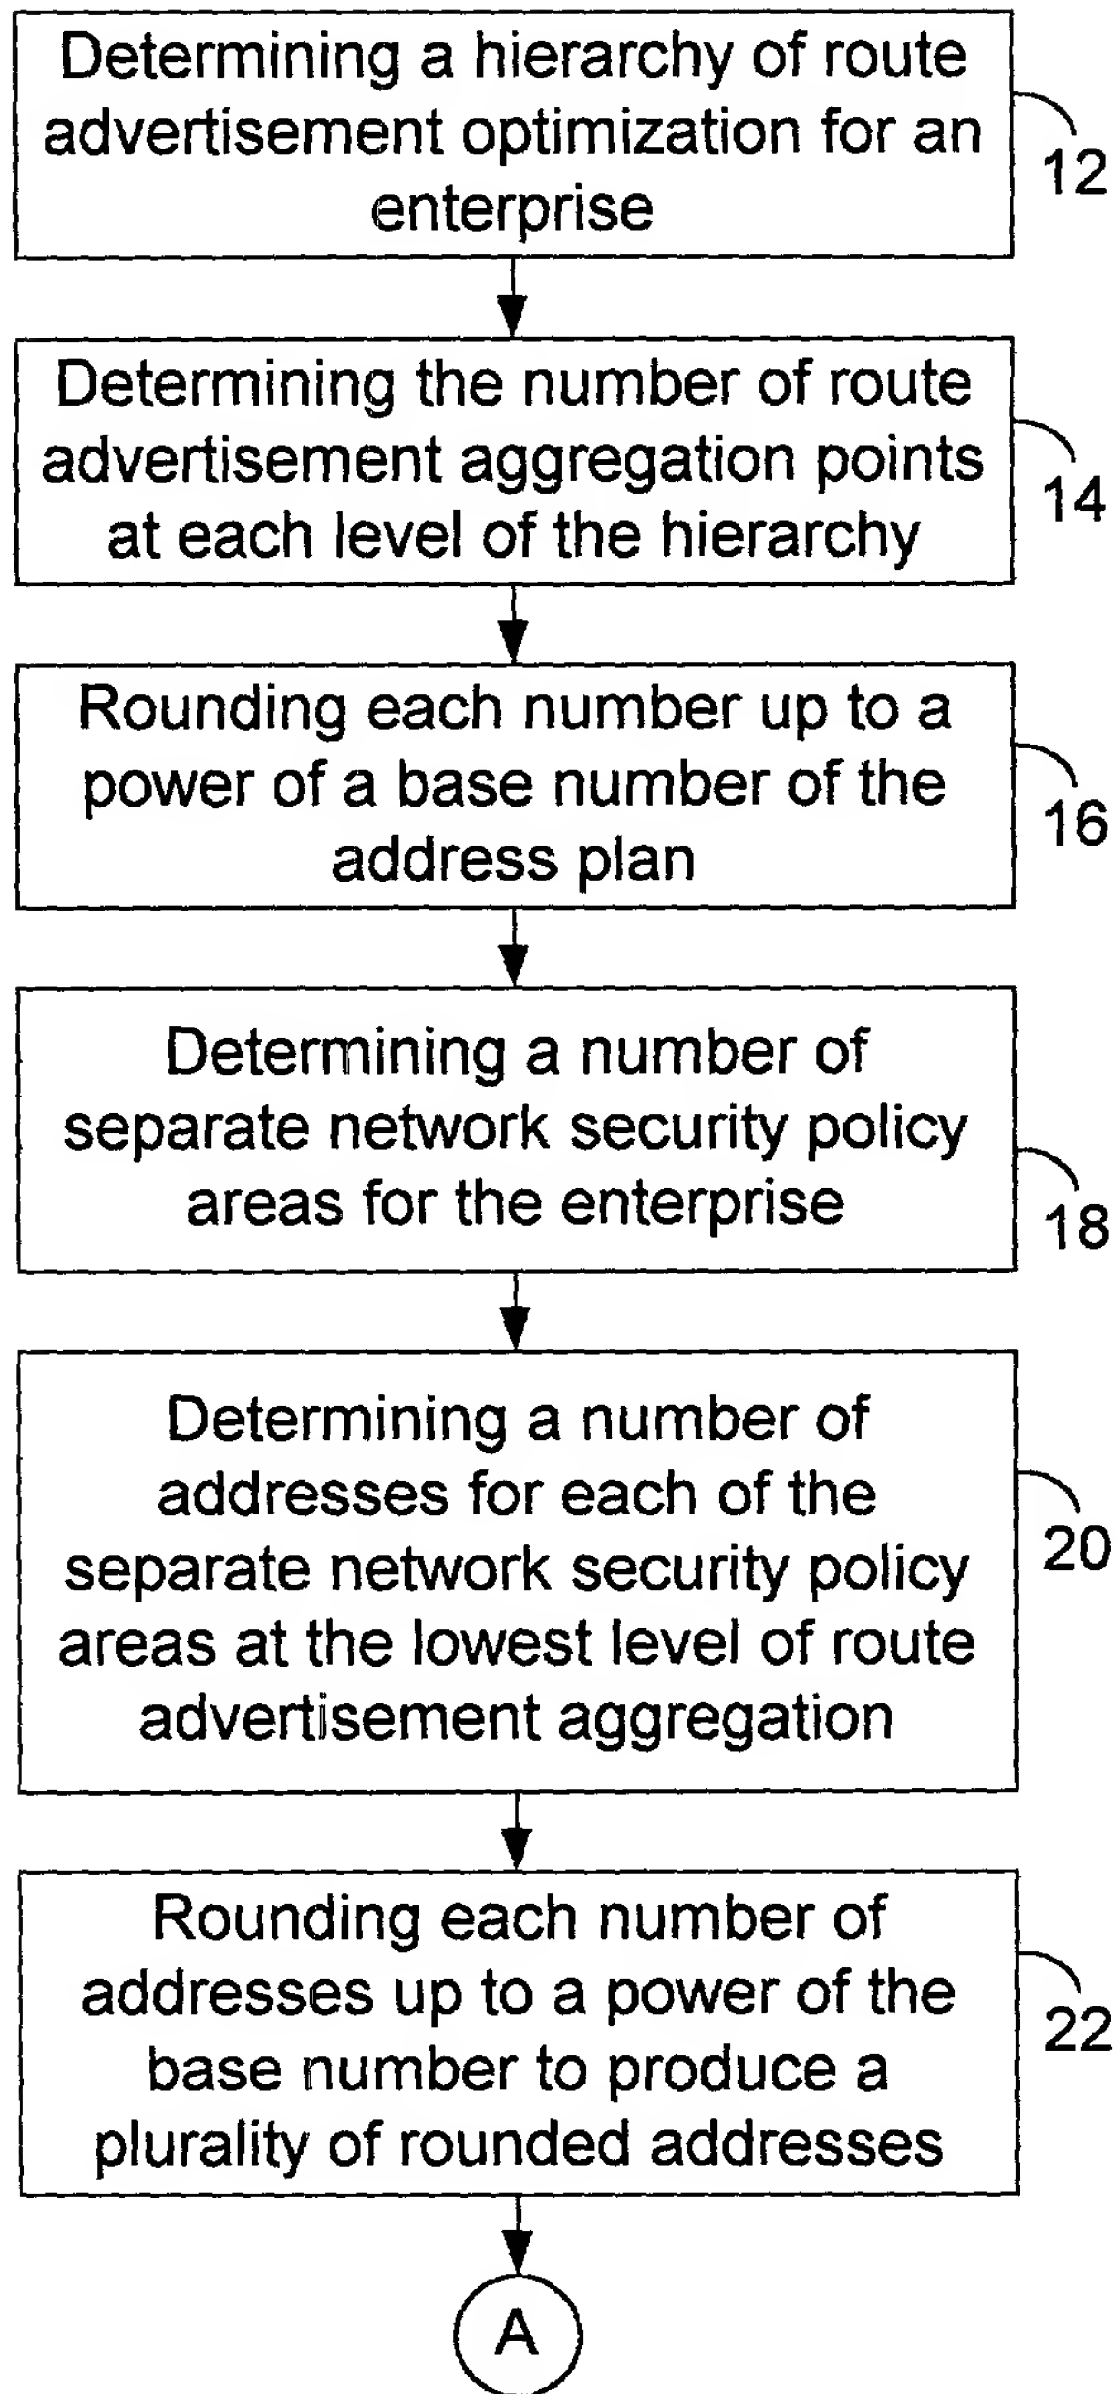 Determining a hierarchy of route
advertisement optimization for an
enterprise
12
Determining the number of route
advertisement aggregation points
at each level of the hierarchy
14
Rounding each number up to a
power of a base number of the
address plan
16
Determining a number of
separate network security policy
areas for the enterprise
18
Determining a number of
addresses for each of the
separate network security policy
areas at the lowest level of route
advertisement aggregation
20
Rounding each number of
addresses up to a power of the
base number to produce a
plurality of rounded addresses
22
A